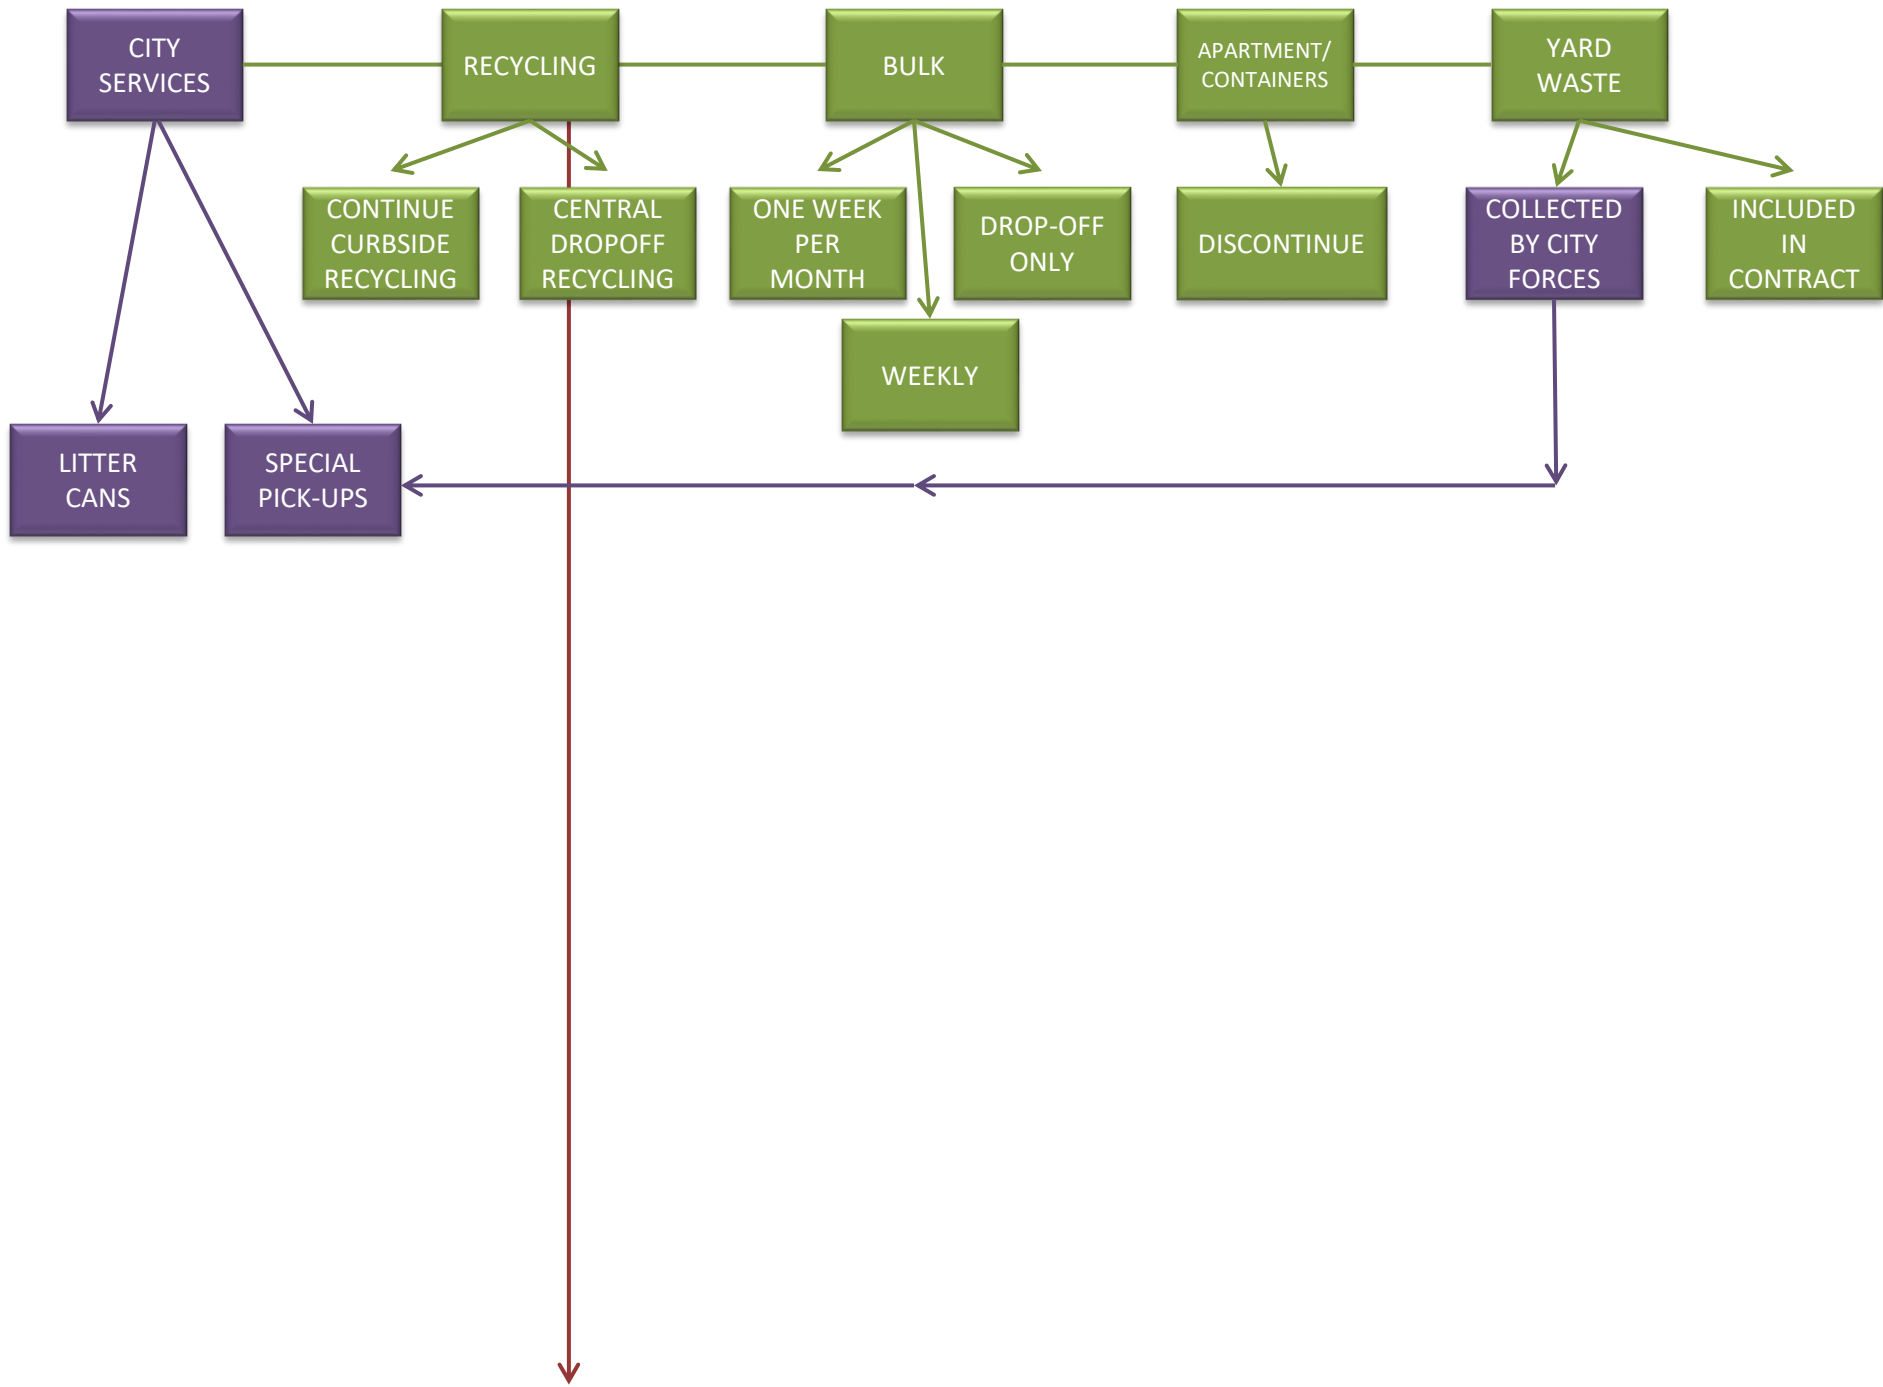 CITY
SERVICES
RECYCLING
BULK
APARTMENT/
CONTAINERS
YARD
WASTE
CONTINUE
CURBSIDE
RECYCLING
CENTRAL
DROPOFF
RECYCLING
ONE WEEK
PER
MONTH
DROP-OFF
ONLY
DISCONTINUE
COLLECTED
BY CITY
FORCES
INCLUDED
IN
CONTRACT
WEEKLY
LITTER
CANS
SPECIAL
PICK-UPS